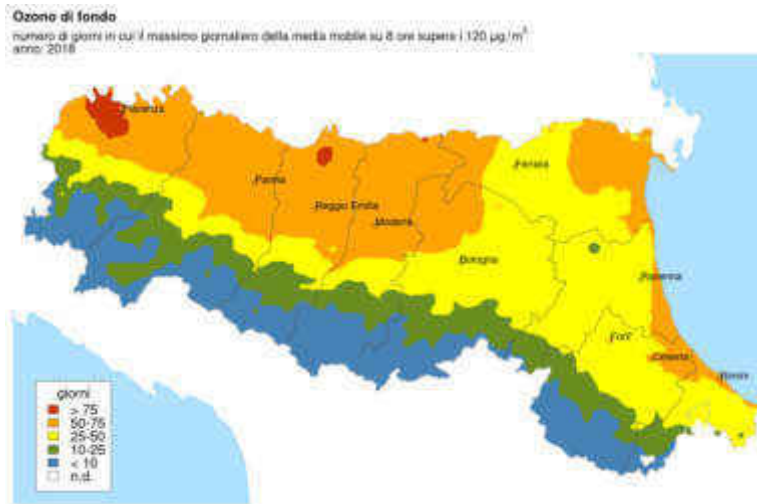 Ozono di fondo
numero di giorni in cui il massimo giornaliero della media mobile su 8 ore supera i 120 µg/m³
anno: 2018
Piacenza
Parma
Reggio Emilia
Modena
Ferrara
Bologna
Ravenna
Forlì
Cesena
Rimini
giorni
> 75
50-75
25-50
10-25
< 10
n.d.